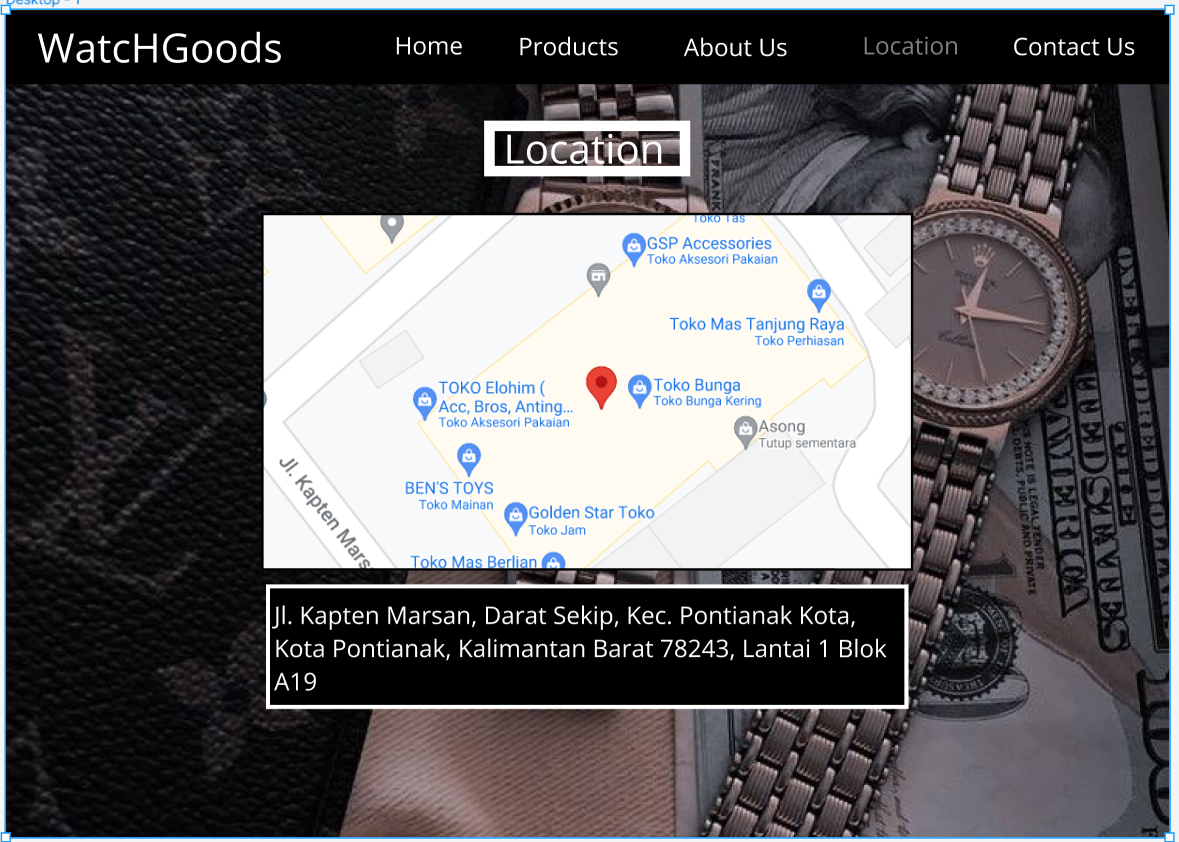 Desktop - 1
WatcHGoods
Home
Products
About Us
Location
Contact Us
Location
Toko Tas
GSP Accessories
Toko Aksesori Pakaian
Toko Mas Tanjung Raya
Toko Perhiasan
TOKO Elohim (
Acc, Bros, Anting...
Toko Aksesori Pakaian
Toko Bunga
Toko Bunga Kering
Asong
Tutup sementara
BEN'S TOYS
Toko Mainan
Golden Star Toko
Toko Jam
Jl. Kapten Mars
Toko Mas Berlian
Jl. Kapten Marsan, Darat Sekip, Kec. Pontianak Kota,
Kota Pontianak, Kalimantan Barat 78243, Lantai 1 Blok
A19